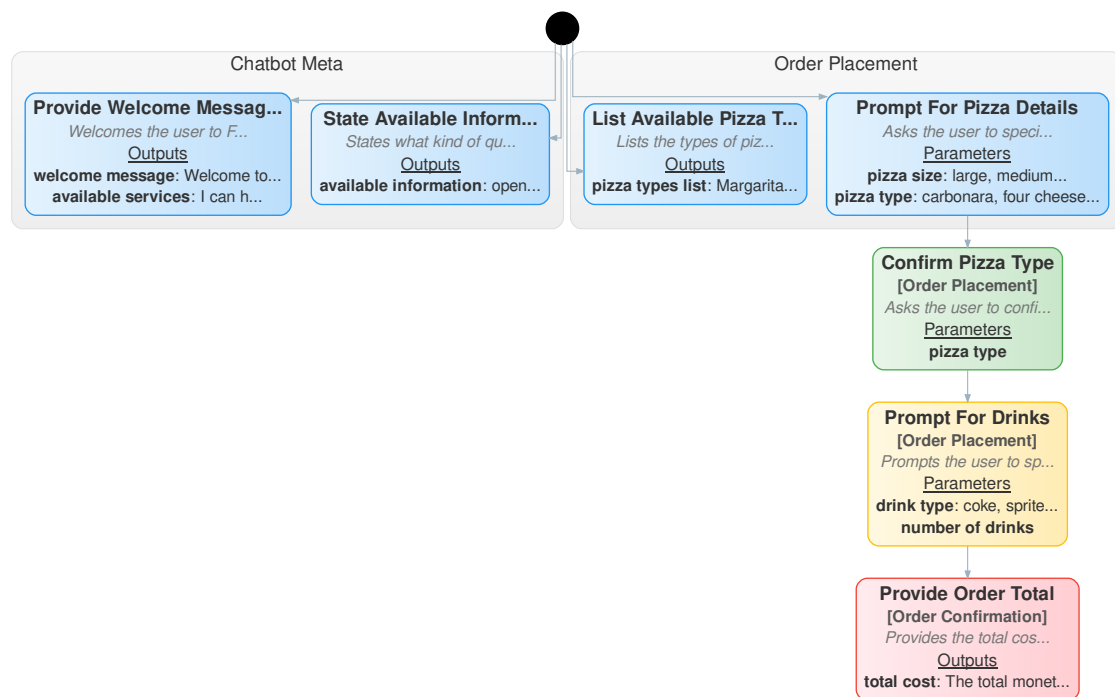 Chatbot Meta
Order Placement
Provide Welcome Messag...
Welcomes the user to F...
Outputs
welcome message: Welcome to...
available services: I can h...
State Available Inform...
States what kind of qu...
Outputs
available information: open...
List Available Pizza T...
Lists the types of piz...
Outputs
pizza types list: Margarita...
Prompt For Pizza Details
Asks the user to speci...
Parameters
pizza size: large, medium...
pizza type: carbonara, four cheese...
Confirm Pizza Type
[Order Placement]
Asks the user to confi...
Parameters
pizza type
Prompt For Drinks
[Order Placement]
Prompts the user to sp...
Parameters
drink type: coke, sprite...
number of drinks
Provide Order Total
[Order Confirmation]
Provides the total cos...
Outputs
total cost: The total monet...